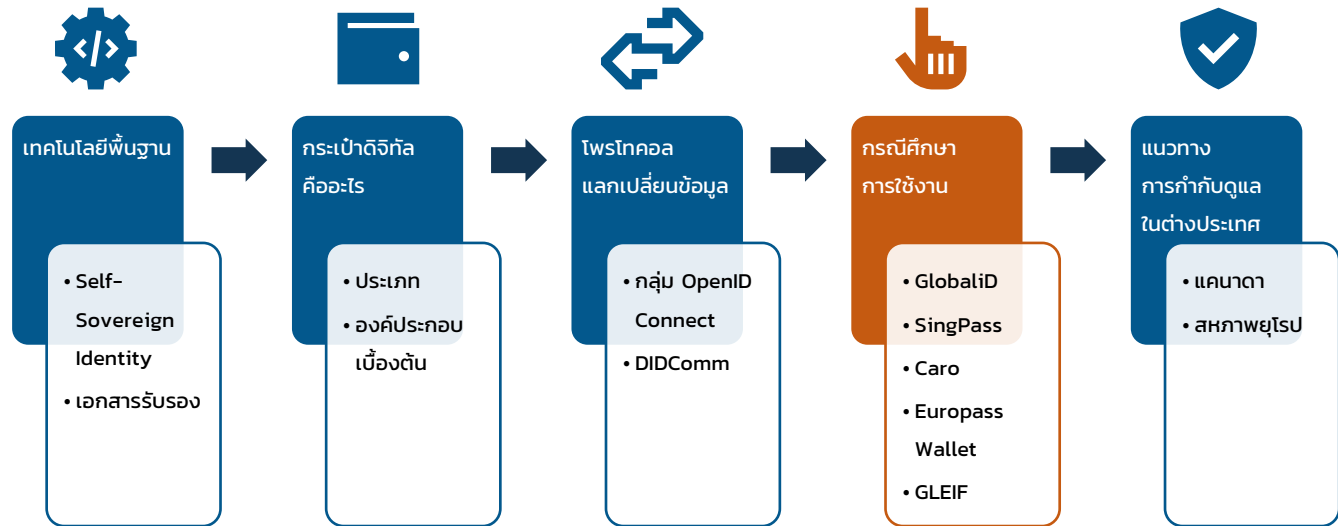 เทคโนโลยีพื้นฐาน
• Self-
Sovereign
Identity
• เอกสารรับรอง
กระเป๋าดิจิทัล
คืออะไร
• ประเภท
• องค์ประกอบ
เบื้องต้น
โพรโทคอล
แลกเปลี่ยนข้อมูล
• กลุ่ม OpenID
Connect
• DIDComm
กรณีศึกษา
การใช้งาน
• GlobaliD
• SingPass
• Caro
• Europass
Wallet
• GLEIF
แนวทาง
การกำกับดูแล
ในต่างประเทศ
• แคนาดา
• สหภาพยุโรป